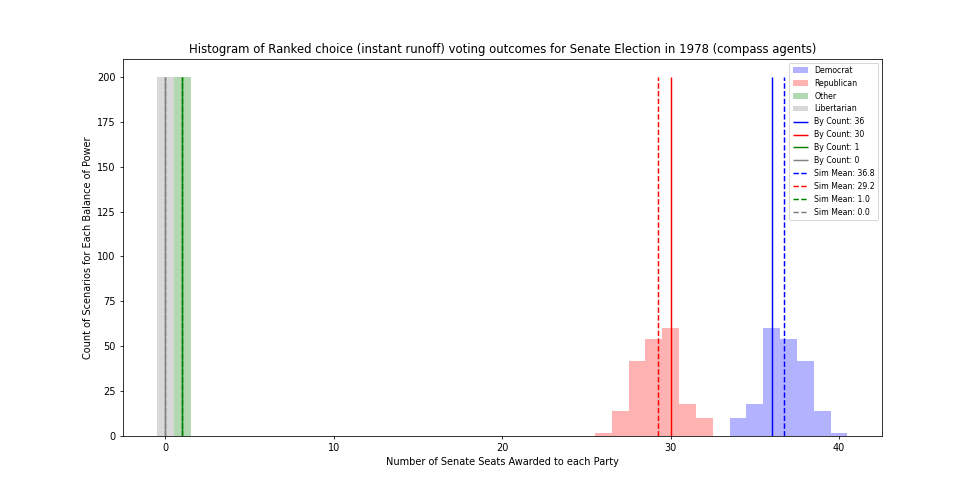 Histogram of Ranked choice (instant runoff) voting outcomes for Senate Election in 1978 (compass agents)
Democrat
Republican
Other
Libertarian
By Count: 36
By Count: 30
By Count: 1
By Count: 0
Sim Mean: 36.8
Sim Mean: 29.2
Sim Mean: 1.0
Sim Mean: 0.0
Count of Scenarios for Each Balance of Power
200
175
150
125
100
75
50
25
0
0 10 20 30 40
Number of Senate Seats Awarded to each Party